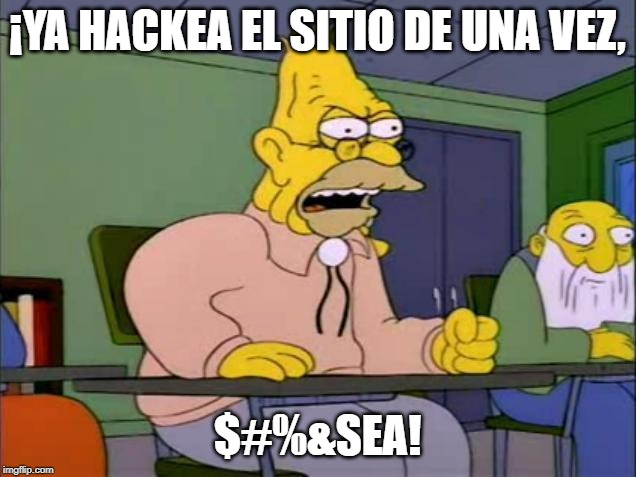 ¡YA HACKEA EL SITIO DE UNA VEZ,
$#%&SEA!
imgflip.com